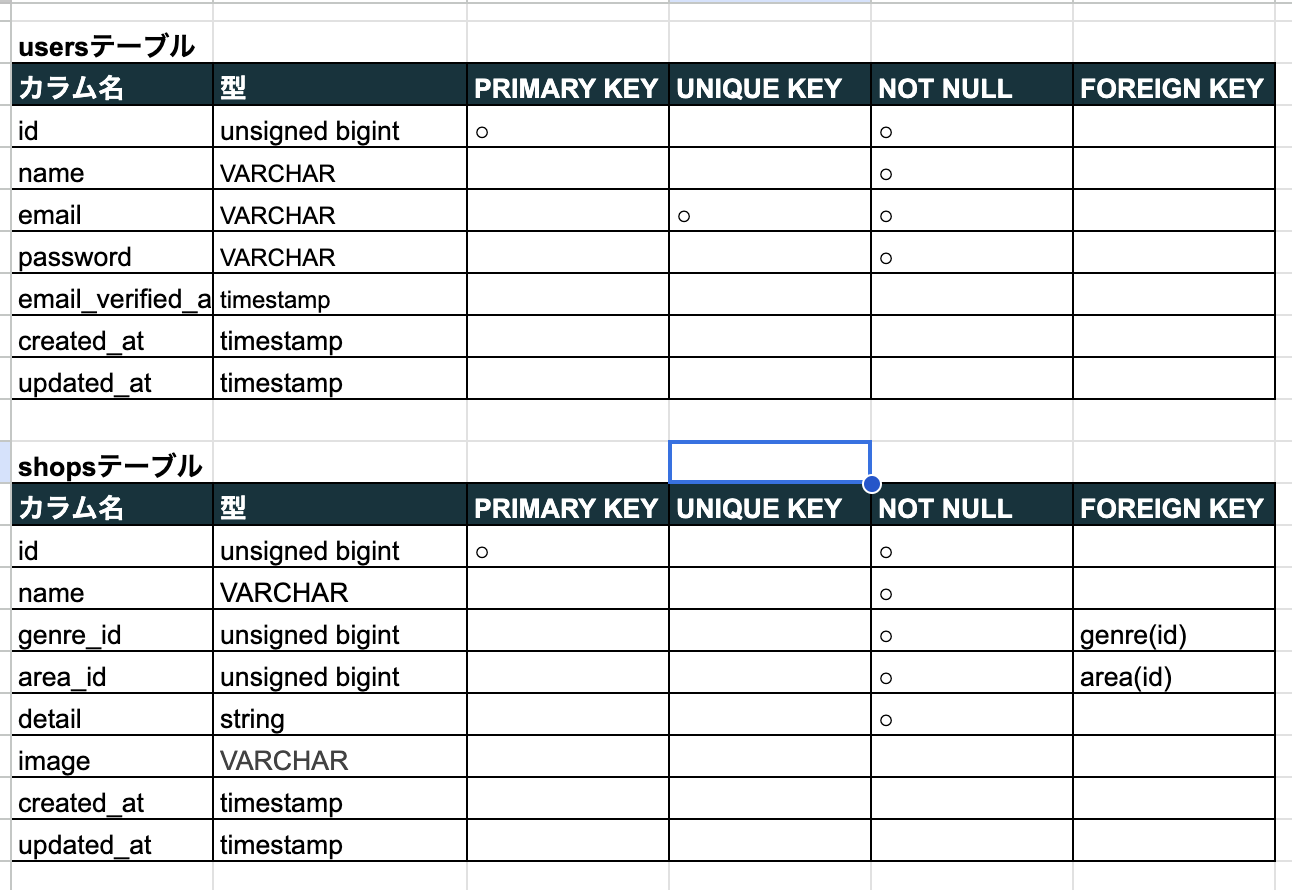 usersテーブル
カラム名 型 PRIMARY KEY UNIQUE KEY NOT NULL FOREIGN KEY
id unsigned bigint ○ ○
name VARCHAR ○
email VARCHAR ○ ○
password VARCHAR ○
email_verified_a timestamp
created_at timestamp
updated_at timestamp
shopsテーブル
カラム名 型 PRIMARY KEY UNIQUE KEY NOT NULL FOREIGN KEY
id unsigned bigint ○ ○
name VARCHAR ○
genre_id unsigned bigint ○ genre(id)
area_id unsigned bigint ○ area(id)
detail string ○
image VARCHAR
created_at timestamp
updated_at timestamp